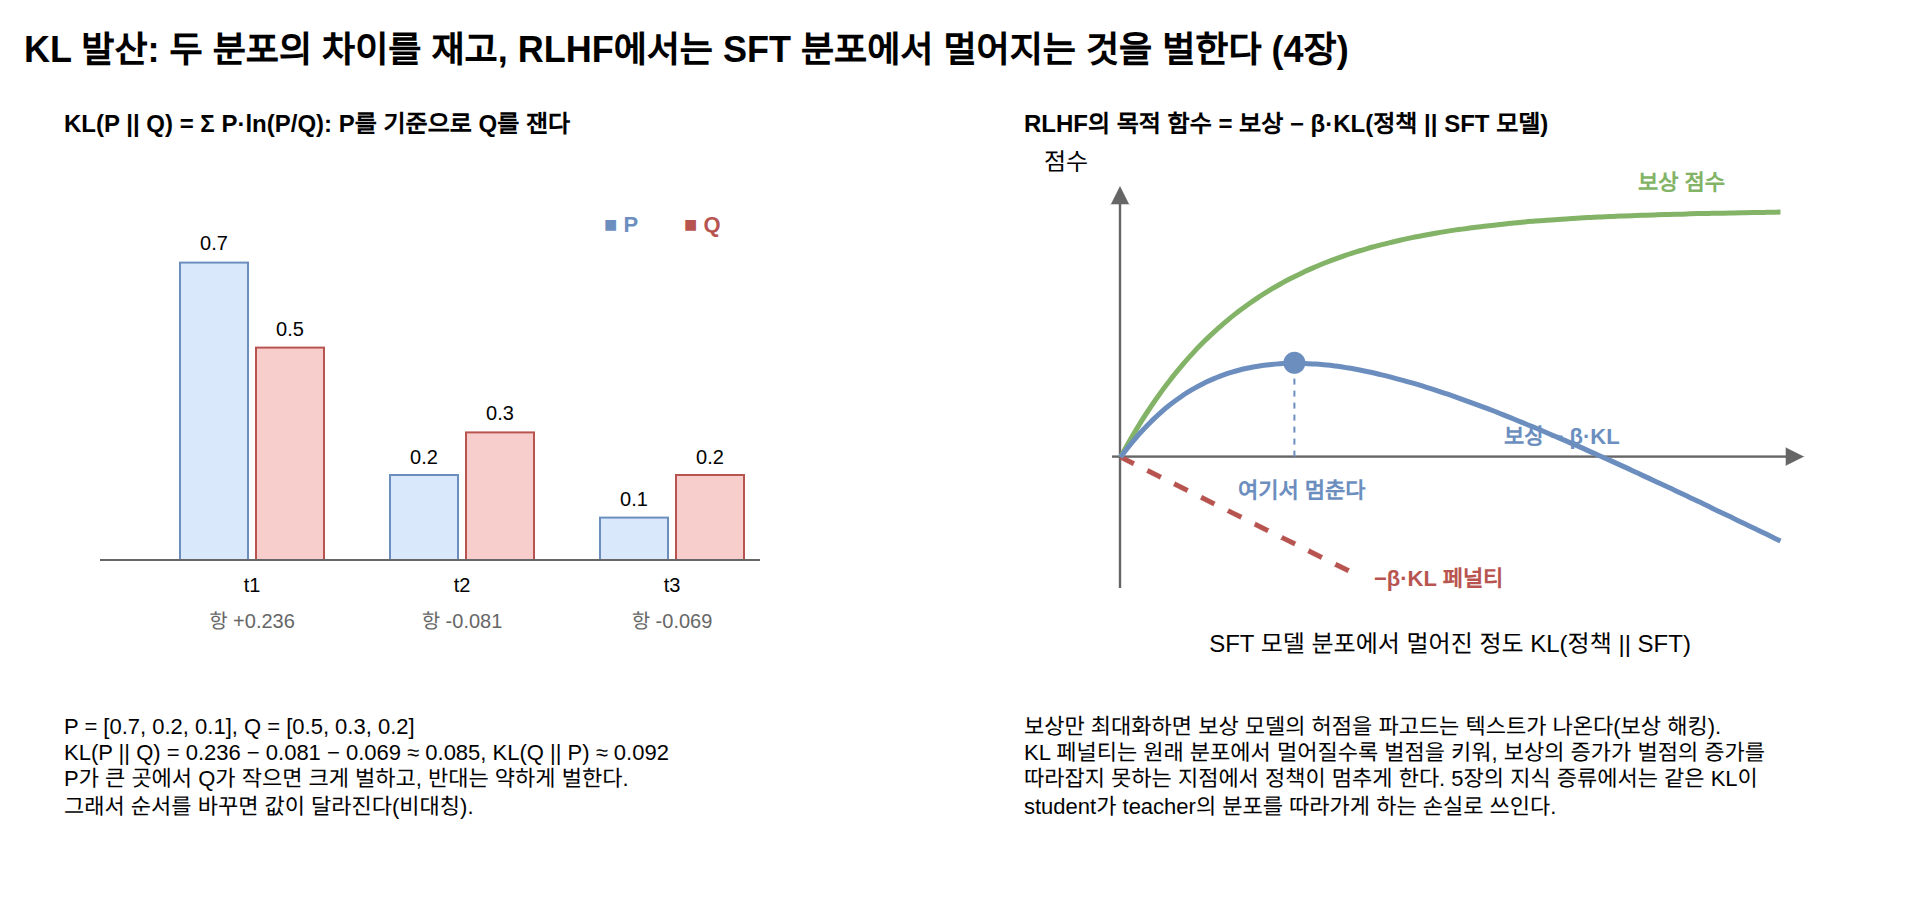 KL 발산: 두 분포의 차이를 재고, RLHF에서는 SFT 분포에서 멀어지는 것을 벌한다 (4장)
KL(P || Q) = Σ P·ln(P/Q): P를 기준으로 Q를 잰다
■ P
■ Q
0.7
0.5
0.2
0.3
0.1
0.2
t1
t2
t3
항 +0.236
항 -0.081
항 -0.069
P = [0.7, 0.2, 0.1], Q = [0.5, 0.3, 0.2]
KL(P || Q) = 0.236 − 0.081 − 0.069 ≈ 0.085, KL(Q || P) ≈ 0.092
P가 큰 곳에서 Q가 작으면 크게 벌하고, 반대는 약하게 벌한다.
그래서 순서를 바꾸면 값이 달라진다(비대칭).
RLHF의 목적 함수 = 보상 − β·KL(정책 || SFT 모델)
점수
보상 점수
보상 − β·KL
여기서 멈춘다
−β·KL 페널티
SFT 모델 분포에서 멀어진 정도 KL(정책 || SFT)
보상만 최대화하면 보상 모델의 허점을 파고드는 텍스트가 나온다(보상 해킹).
KL 페널티는 원래 분포에서 멀어질수록 벌점을 키워, 보상의 증가가 벌점의 증가를
따라잡지 못하는 지점에서 정책이 멈추게 한다. 5장의 지식 증류에서는 같은 KL이
student가 teacher의 분포를 따라가게 하는 손실로 쓰인다.